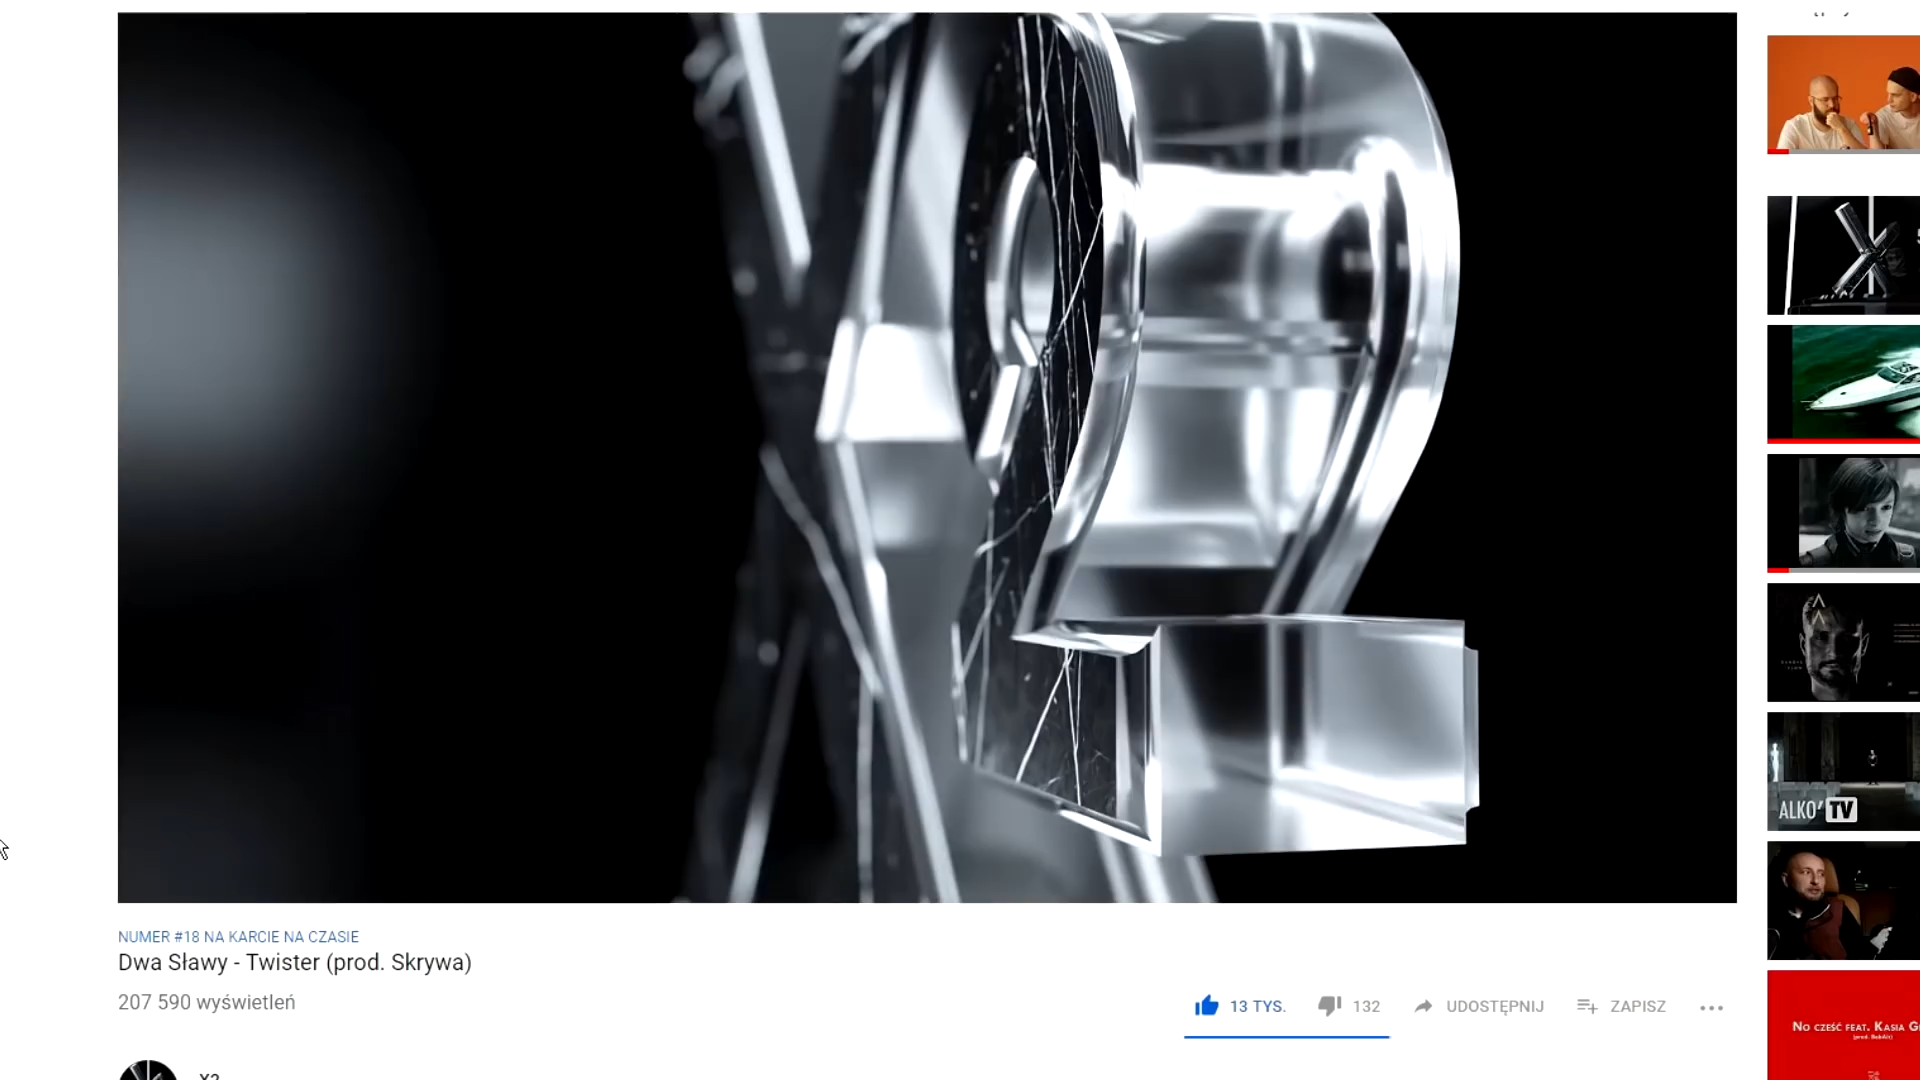 NUMER #18 NA KARCIE NA CZASIE
Dwa Sławy - Twister (prod. Skrywa)
207 590 wyświetleń
13 TYS.
132
UDOSTĘPNIJ
ZAPISZ
X2
ALKO' TV
No cześć feat. Kasia G